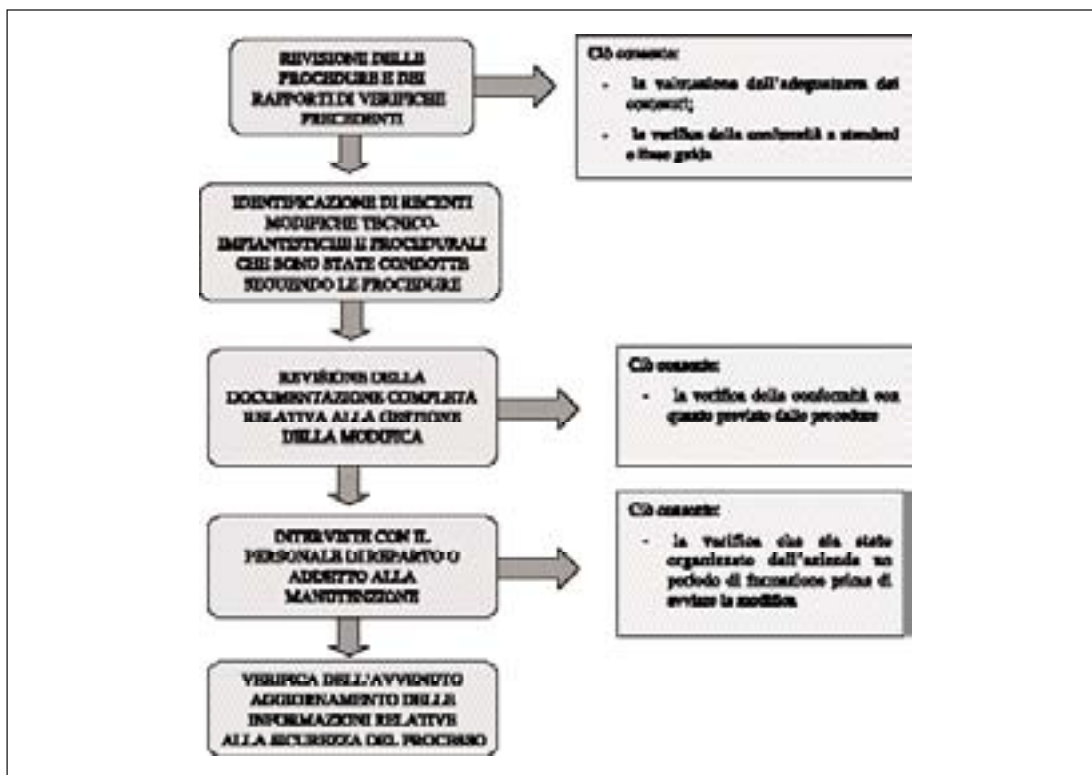 REVISIONE DELLE
PROCEDURE E DEI
RAPPORTI DI VERIFICHE
PRECEDENTI
Ciò consente:
- la valutazione dell'adeguatezza dei
contenuti;
- la verifica della conformità a standard
e linee guida
IDENTIFICAZIONE DI RECENTI
MODIFICHE TECNICO-
IMPIANTISTICHE E PROCEDURALI
CHE SONO STATE CONDOTTE
SEGUENDO LE PROCEDURE
REVISIONE DELLA
DOCUMENTAZIONE COMPLETA
RELATIVA ALLA GESTIONE
DELLA MODIFICA
Ciò consente:
- la verifica della conformità con
quanto previsto dalle procedure
INTERVISTE CON IL
PERSONALE DI REPARTO O
ADDETTO ALLA
MANUTENZIONE
Ciò consente:
- la verifica che sia stato
organizzato dall'azienda un
periodo di formazione prima di
avviare la modifica
VERIFICA DELL'AVVENUTO
AGGIORNAMENTO DELLE
INFORMAZIONI RELATIVE
ALLA SICUREZZA DEL PROCESSO